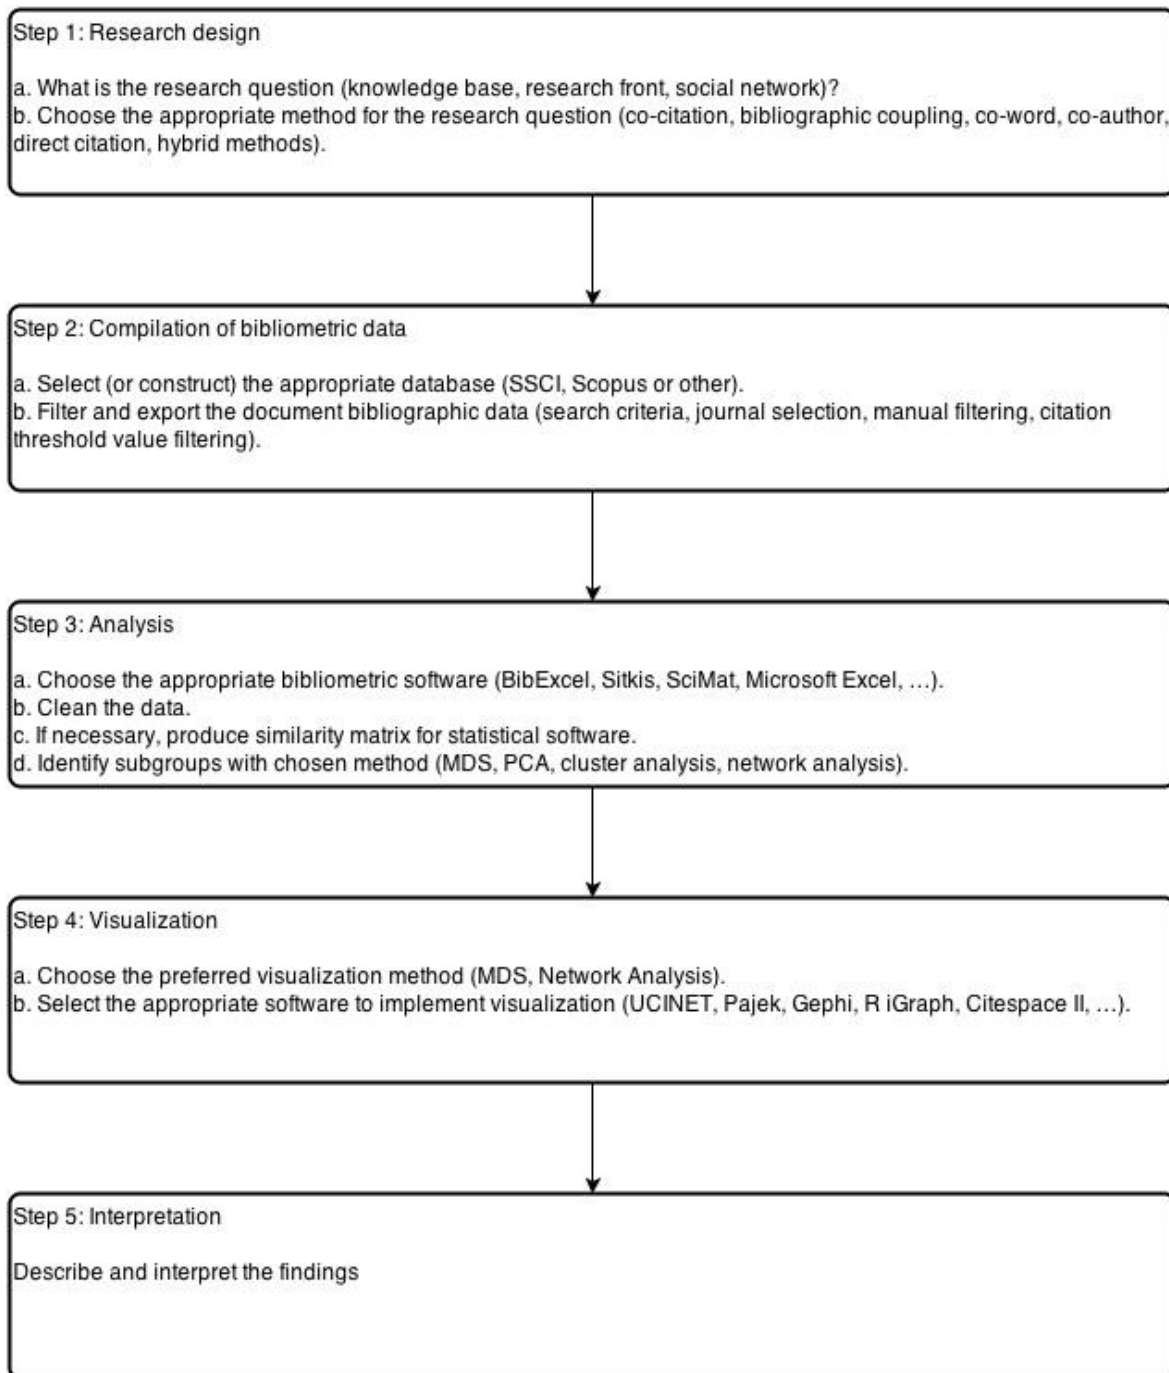 Step 1: Research design
a. What is the research question (knowledge base, research front, social network)?
b. Choose the appropriate method for the research question (co-citation, bibliographic coupling, co-word, co-author,
direct citation, hybrid methods).
Step 2: Compilation of bibliometric data
a. Select (or construct) the appropriate database (SSCI, Scopus or other).
b. Filter and export the document bibliographic data (search criteria, journal selection, manual filtering, citation
threshold value filtering).
Step 3: Analysis
a. Choose the appropriate bibliometric software (BibExcel, Sitkis, SciMat, Microsoft Excel, …).
b. Clean the data.
c. If necessary, produce similarity matrix for statistical software.
d. Identify subgroups with chosen method (MDS, PCA, cluster analysis, network analysis).
Step 4: Visualization
a. Choose the preferred visualization method (MDS, Network Analysis).
b. Select the appropriate software to implement visualization (UCINET, Pajek, Gephi, R iGraph, Citespace II, …).
Step 5: Interpretation
Describe and interpret the findings